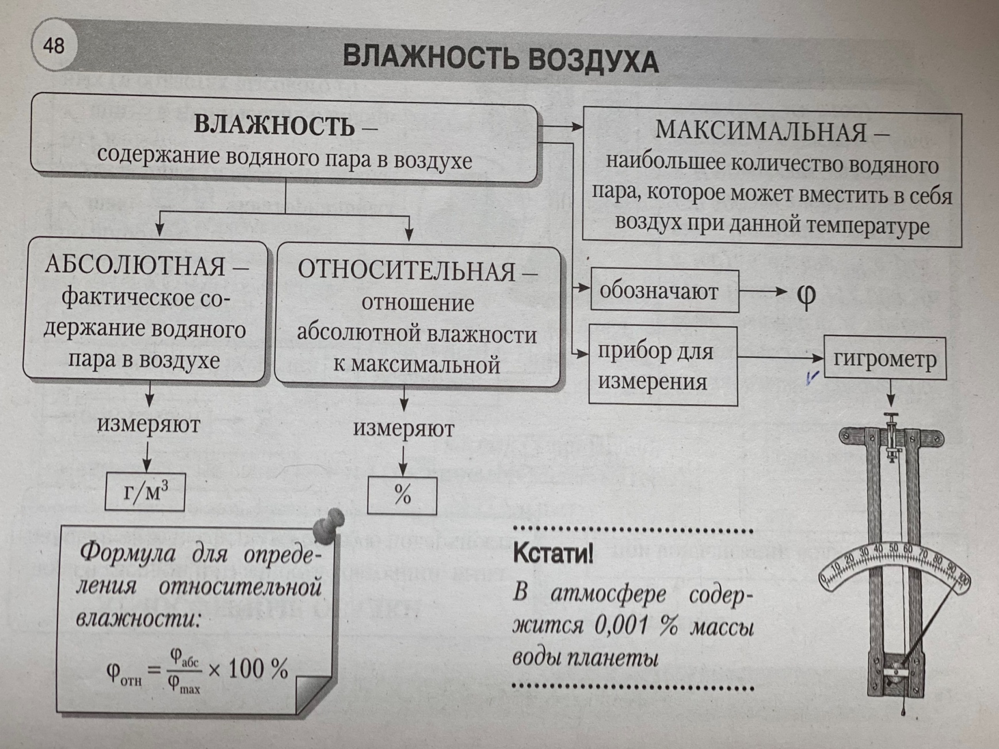 48
ВЛАЖНОСТЬ ВОЗДУХА
ВЛАЖНОСТЬ –
содержание водяного пара в воздухе
МАКСИМАЛЬНАЯ –
наибольшее количество водяного
пара, которое может вместить в себя
воздух при данной температуре
АБСОЛЮТНАЯ –
фактическое со-
держание водяного
пара в воздухе
ОТНОСИТЕЛЬНАЯ –
отношение
абсолютной влажности
к максимальной
обозначают
φ
прибор для
измерения
гигрометр
измеряют
г/м³
измеряют
%
Формула для опреде-
ления относительной
влажности:
φотн = φабс / φmax × 100 %
Кстати!
В атмосфере содер-
жится 0,001 % массы
воды планеты
0 10 20 30 40 50 60 70 80 90 100